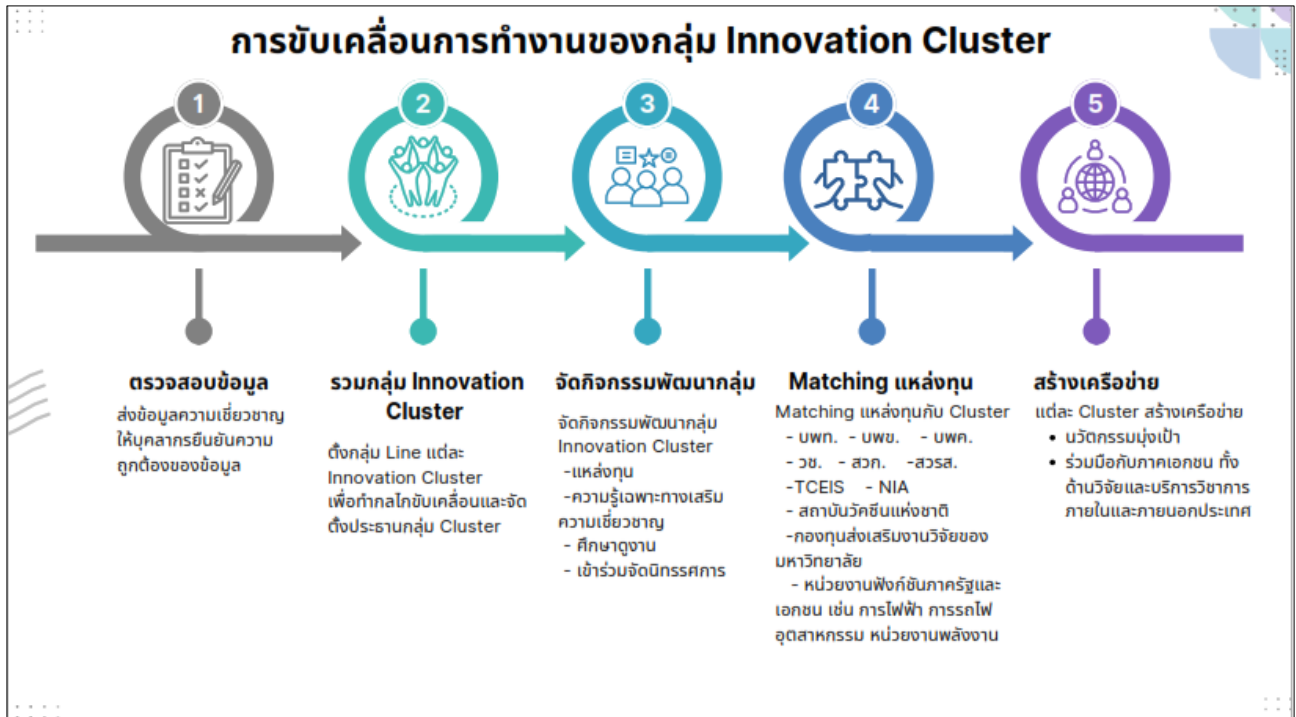 การขับเคลื่อนการทำงานของกลุ่ม Innovation Cluster
1
2
3
4
5
ตรวจสอบข้อมูล
ส่งข้อมูลความเชี่ยวชาญ
ให้บุคลากรยืนยันความ
ถูกต้องของข้อมูล
รวมกลุ่ม Innovation
Cluster
ตั้งกลุ่ม Line แต่ละ
Innovation Cluster
เพื่อทำกลไกขับเคลื่อนและจัด
ตั้งประธานกลุ่ม Cluster
จัดกิจกรรมพัฒนากลุ่ม
จัดกิจกรรมพัฒนากลุ่ม
Innovation Cluster
-แหล่งทุน
-ความรู้เฉพาะทางเสริม
ความเชี่ยวชาญ
- ศึกษาดูงาน
- เข้าร่วมจัดนิทรรศการ
Matching แหล่งทุน
Matching แหล่งทุนกับ Cluster
- บพท. - บพข. - บพค.
- วช. - สวก. -สวรส.
-TCEIS - NIA
- สถาบันวัคซีนแห่งชาติ
-กองทุนส่งเสริมงานวิจัยของ
มหาวิทยาลัย
- หน่วยงานฟังก์ชันภาครัฐและ
เอกชน เช่น การไฟฟ้า การรถไฟ
อุตสาหกรรม หน่วยงานพลังงาน
สร้างเครือข่าย
แต่ละ Cluster สร้างเครือข่าย
• นวัตกรรมมุ่งเป้า
• ร่วมมือกับภาคเอกชน ทั้ง
ด้านวิจัยและบริการวิชาการ
ภายในและภายนอกประเทศ